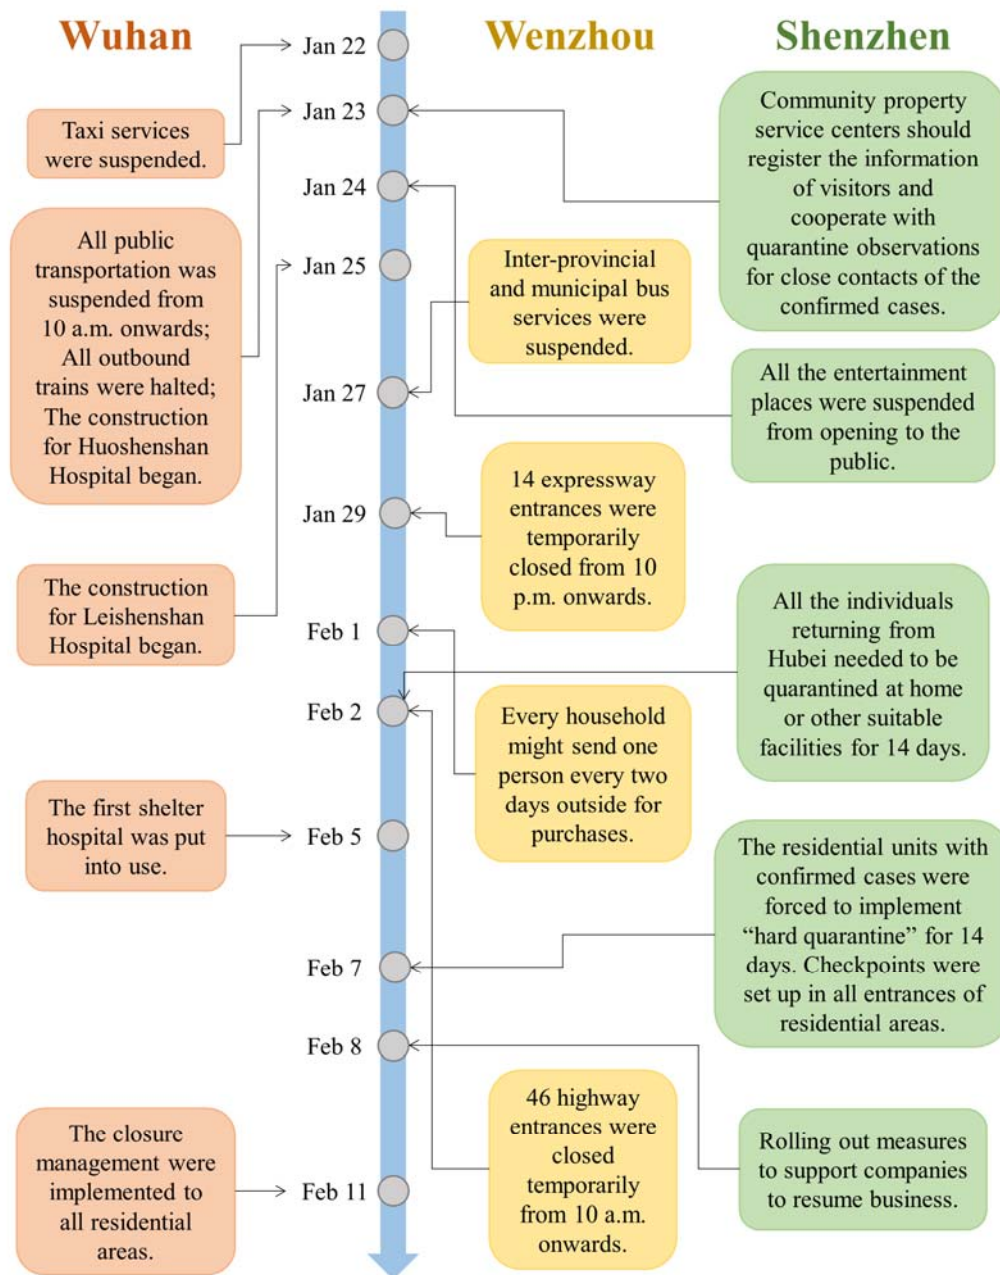 Wuhan
Wenzhou
Shenzhen
Jan 22
Jan 23
Jan 24
Jan 25
Jan 27
Jan 29
Feb 1
Feb 2
Feb 5
Feb 7
Feb 8
Feb 11
Taxi services
were suspended.
All public
transportation was
suspended from
10 a.m. onwards;
All outbound
trains were halted;
The construction
for Huoshenshan
Hospital began.
The construction
for Leishenshan
Hospital began.
The first shelter
hospital was put
into use.
The closure
management were
implemented to
all residential
areas.
Inter-provincial
and municipal bus
services were
suspended.
14 expressway
entrances were
temporarily
closed from 10
p.m. onwards.
Every household
might send one
person every two
days outside for
purchases.
46 highway
entrances were
closed
temporarily
from 10 a.m.
onwards.
Community property
service centers should
register the information
of visitors and
cooperate with
quarantine observations
for close contacts of the
confirmed cases.
All the entertainment
places were suspended
from opening to the
public.
All the individuals
returning from
Hubei needed to be
quarantined at home
or other suitable
facilities for 14 days.
The residential units with
confirmed cases were
forced to implement
“hard quarantine” for 14
days. Checkpoints were
set up in all entrances of
residential areas.
Rolling out measures
to support companies
to resume business.